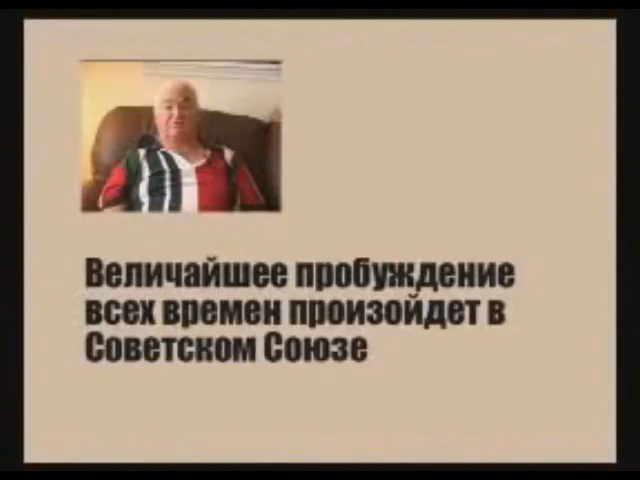 Величайшее пробуждение
всех времен произойдет в
Советском Союзе